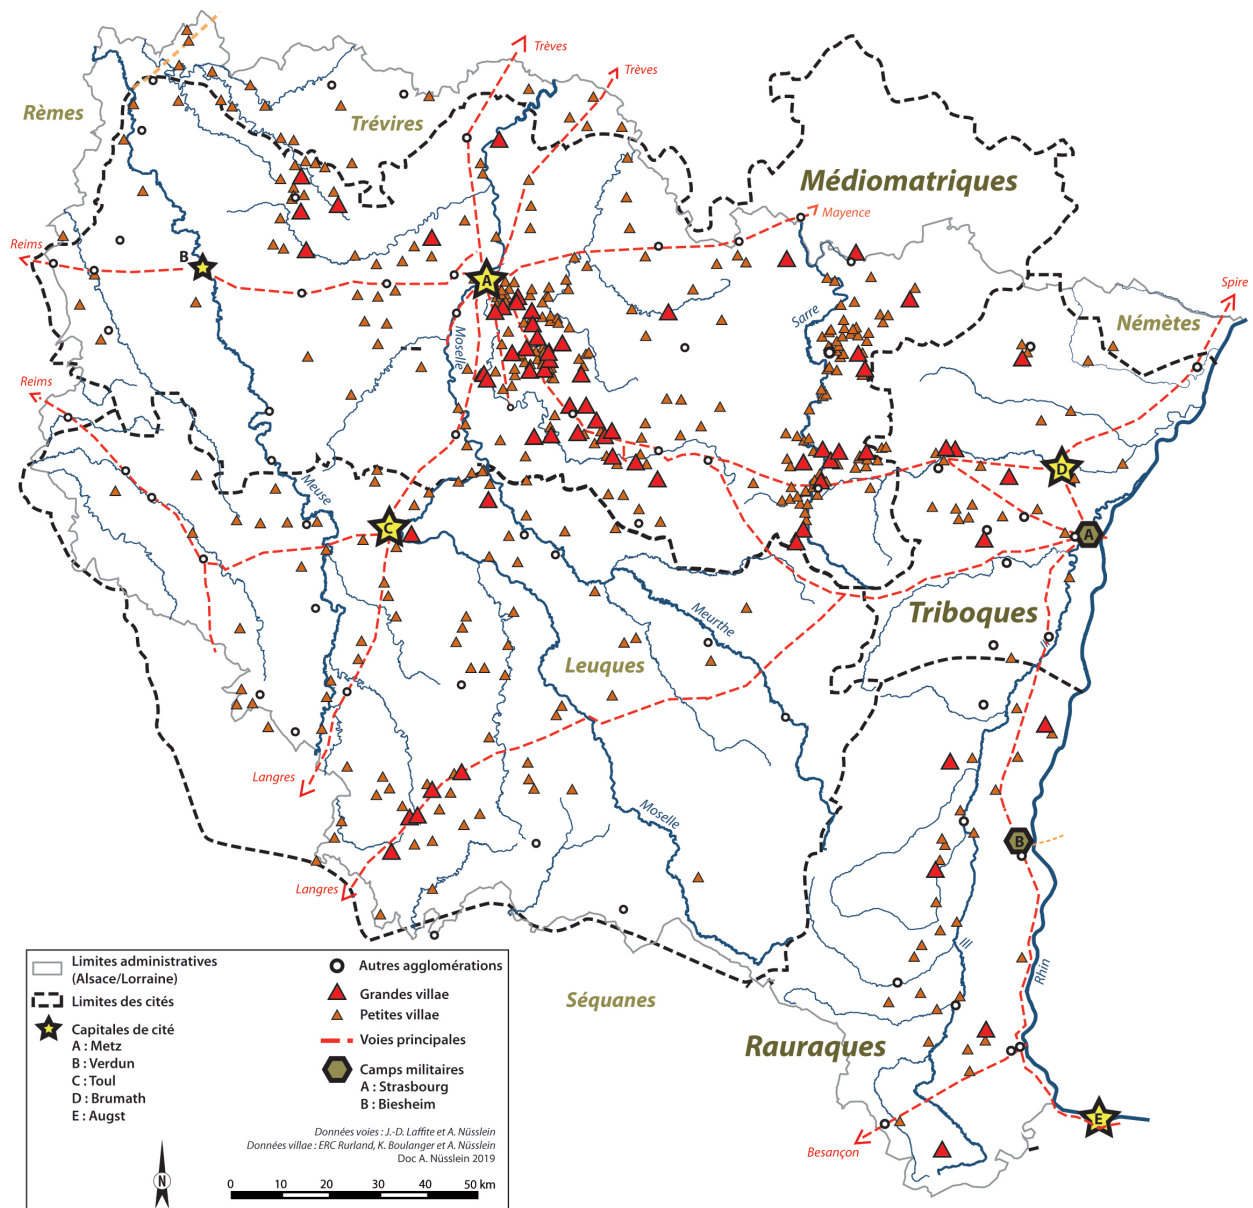 Trèves
Trèves
Rèmes
Trévires
Médiomatriques
Mayence
Reims
B
A
Spire
Sarre
Némètes
Moselle
Reims
D
Meuse
C
A
Triboques
Meurthe
Leuques
Langres
Moselle
B
Langres
Ill
Rhin
Séquanes
Rauraques
E
Besançon
Limites administratives
(Alsace/Lorraine)
Limites des cités
Capitales de cité
A : Metz
B : Verdun
C : Toul
D : Brumath
E : Augst
Autres agglomérations
Grandes villae
Petites villae
Voies principales
Camps militaires
A : Strasbourg
B : Biesheim
Données voies : J.-D. Laffite et A. Nüsslein
Données villae : ERC Rurland, K. Boulanger et A. Nüsslein
Doc A. Nüsslein 2019
N
0 10 20 30 40 50 km